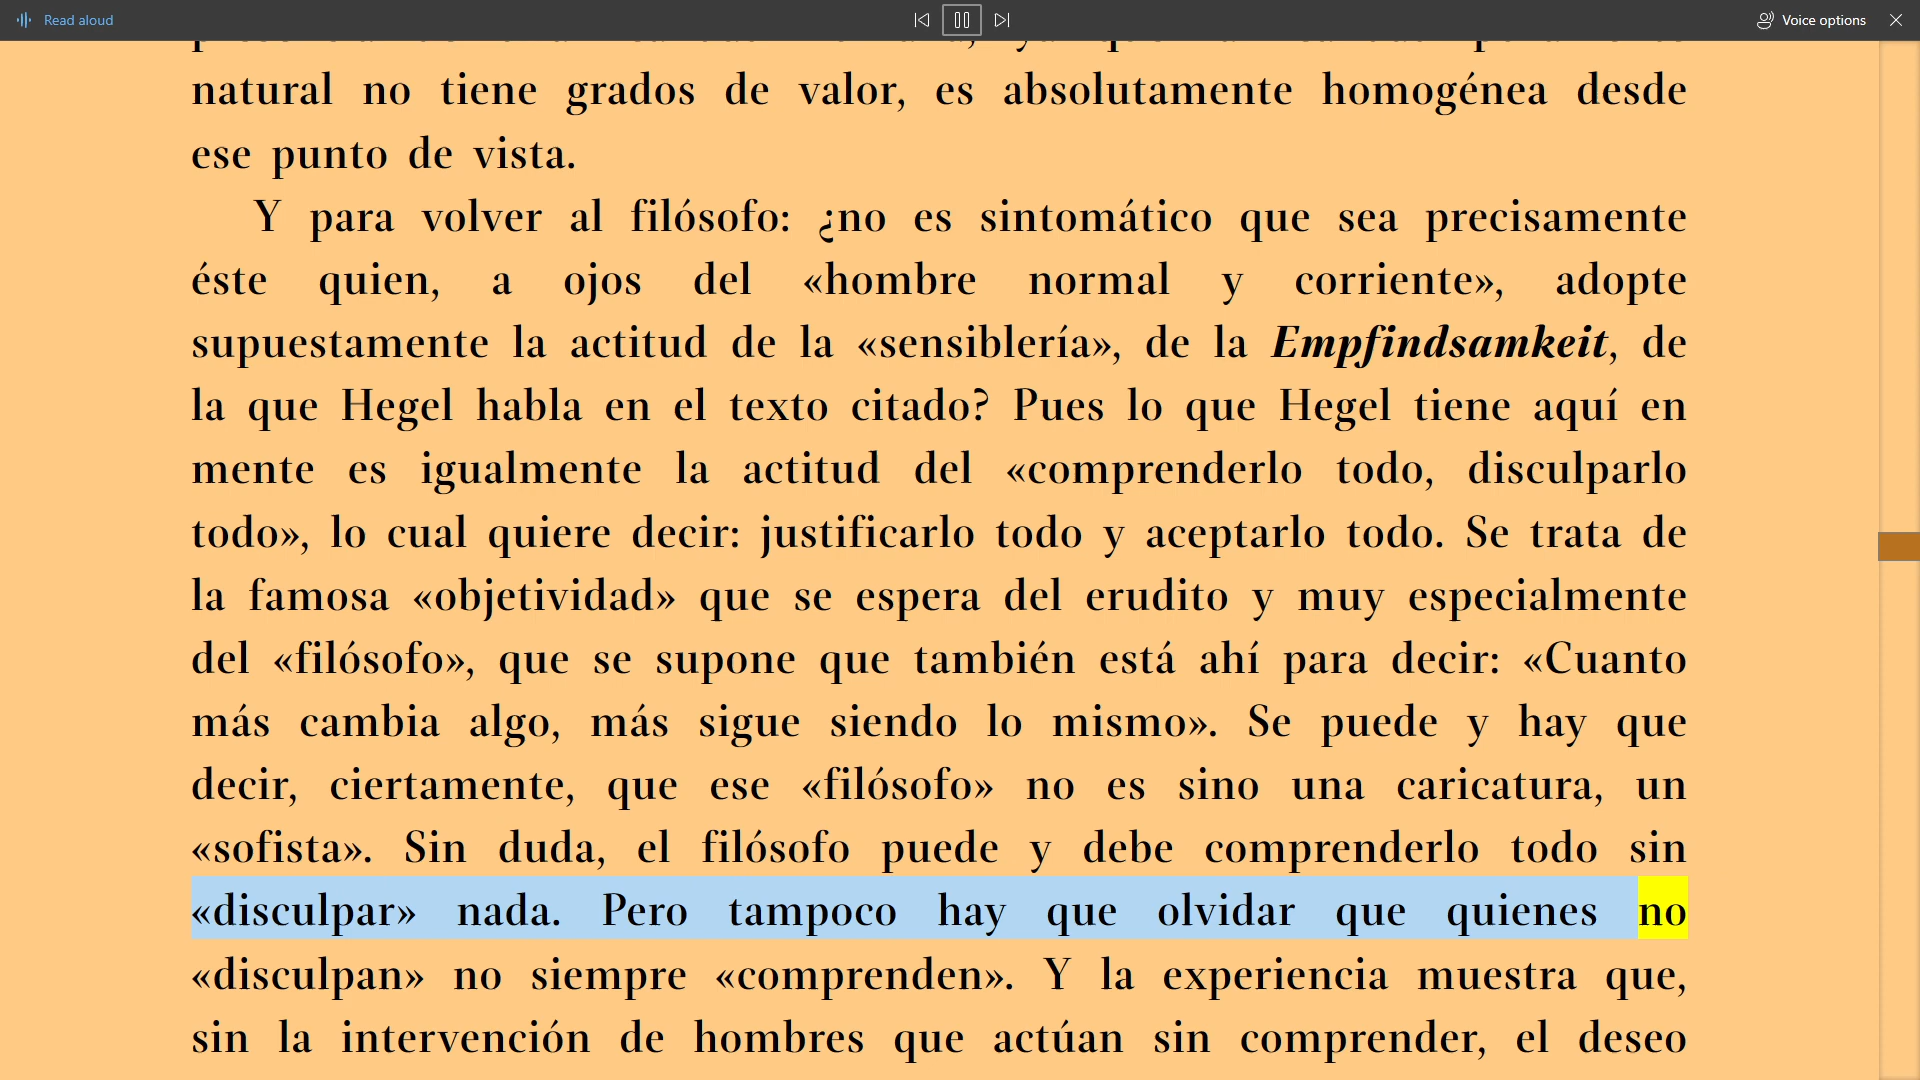 Read aloud
Voice options
natural no tiene grados de valor, es absolutamente homogénea desde
ese punto de vista.
Y para volver al filósofo: ¿no es sintomático que sea precisamente
éste quien, a ojos del «hombre normal y corriente», adopte
supuestamente la actitud de la «sensiblería», de la Empfindsamkeit, de
la que Hegel habla en el texto citado? Pues lo que Hegel tiene aquí en
mente es igualmente la actitud del «comprenderlo todo, disculparlo
todo», lo cual quiere decir: justificarlo todo y aceptarlo todo. Se trata de
la famosa «objetividad» que se espera del erudito y muy especialmente
del «filósofo», que se supone que también está ahí para decir: «Cuanto
más cambia algo, más sigue siendo lo mismo». Se puede y hay que
decir, ciertamente, que ese «filósofo» no es sino una caricatura, un
«sofista». Sin duda, el filósofo puede y debe comprenderlo todo sin
«disculpar» nada. Pero tampoco hay que olvidar que quienes no
«disculpan» no siempre «comprenden». Y la experiencia muestra que,
sin la intervención de hombres que actúan sin comprender, el deseo